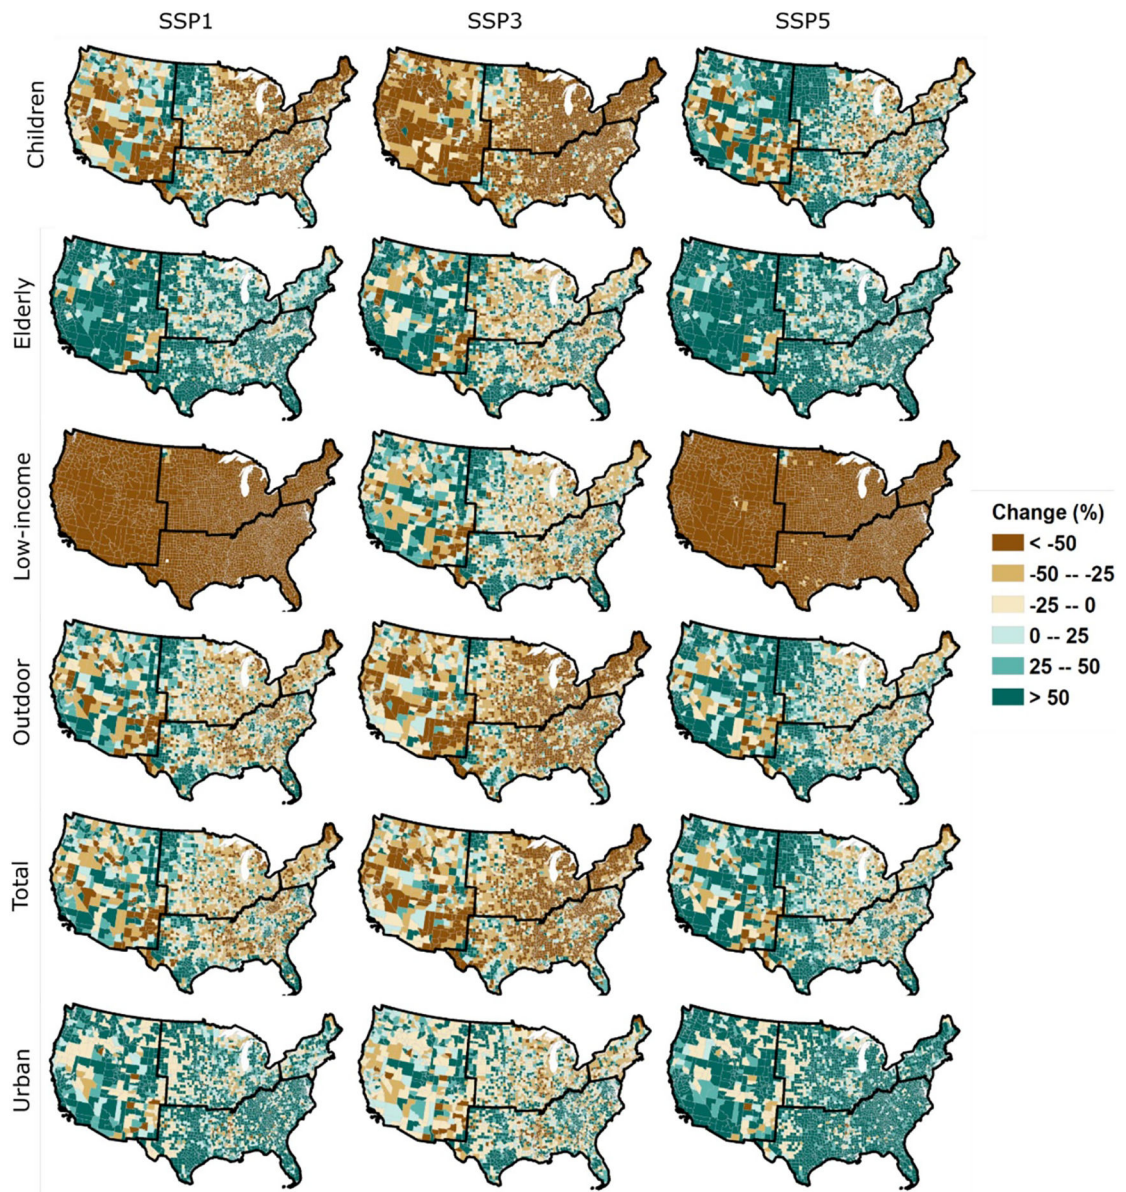 SSP1 SSP3 SSP5
Children
Elderly
Low-income
Outdoor
Total
Urban
Change (%)
< -50
-50 -- -25
-25 -- 0
0 -- 25
25 -- 50
> 50